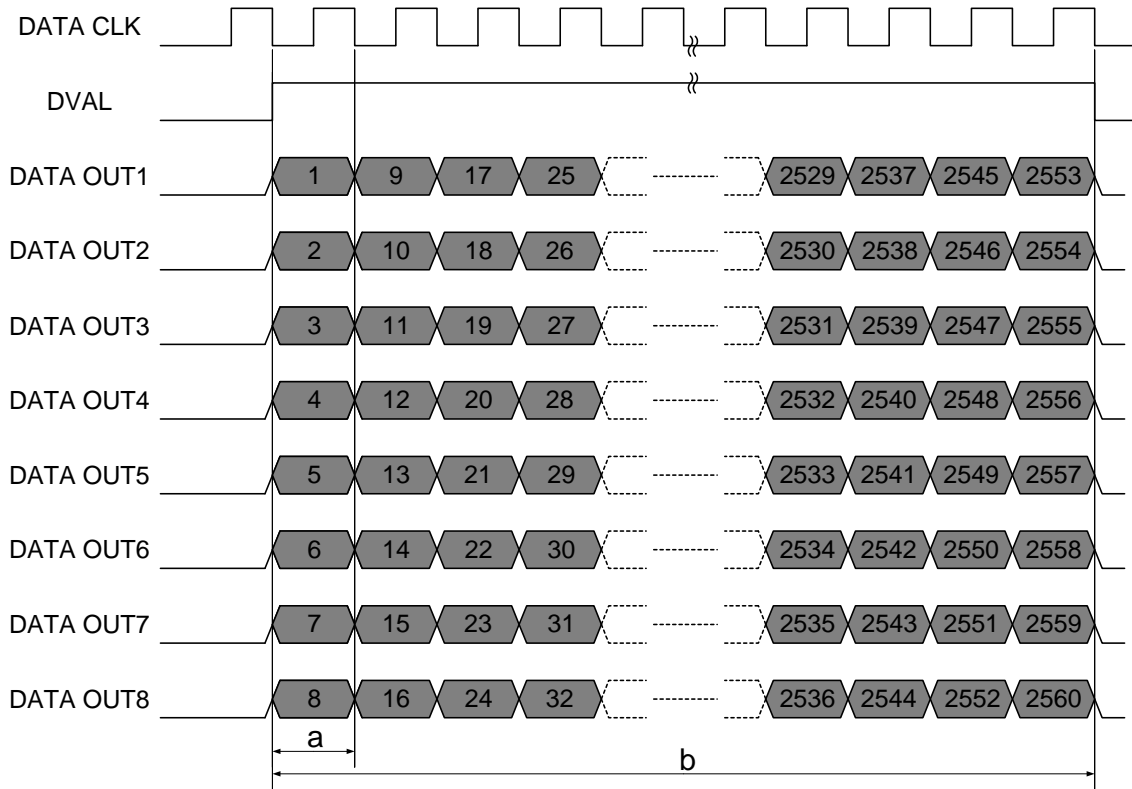 DATA CLK
DVAL
DATA OUT1 1 9 17 25 2529 2537 2545 2553
DATA OUT2 2 10 18 26 2530 2538 2546 2554
DATA OUT3 3 11 19 27 2531 2539 2547 2555
DATA OUT4 4 12 20 28 2532 2540 2548 2556
DATA OUT5 5 13 21 29 2533 2541 2549 2557
DATA OUT6 6 14 22 30 2534 2542 2550 2558
DATA OUT7 7 15 23 31 2535 2543 2551 2559
DATA OUT8 8 16 24 32 2536 2544 2552 2560
a
b